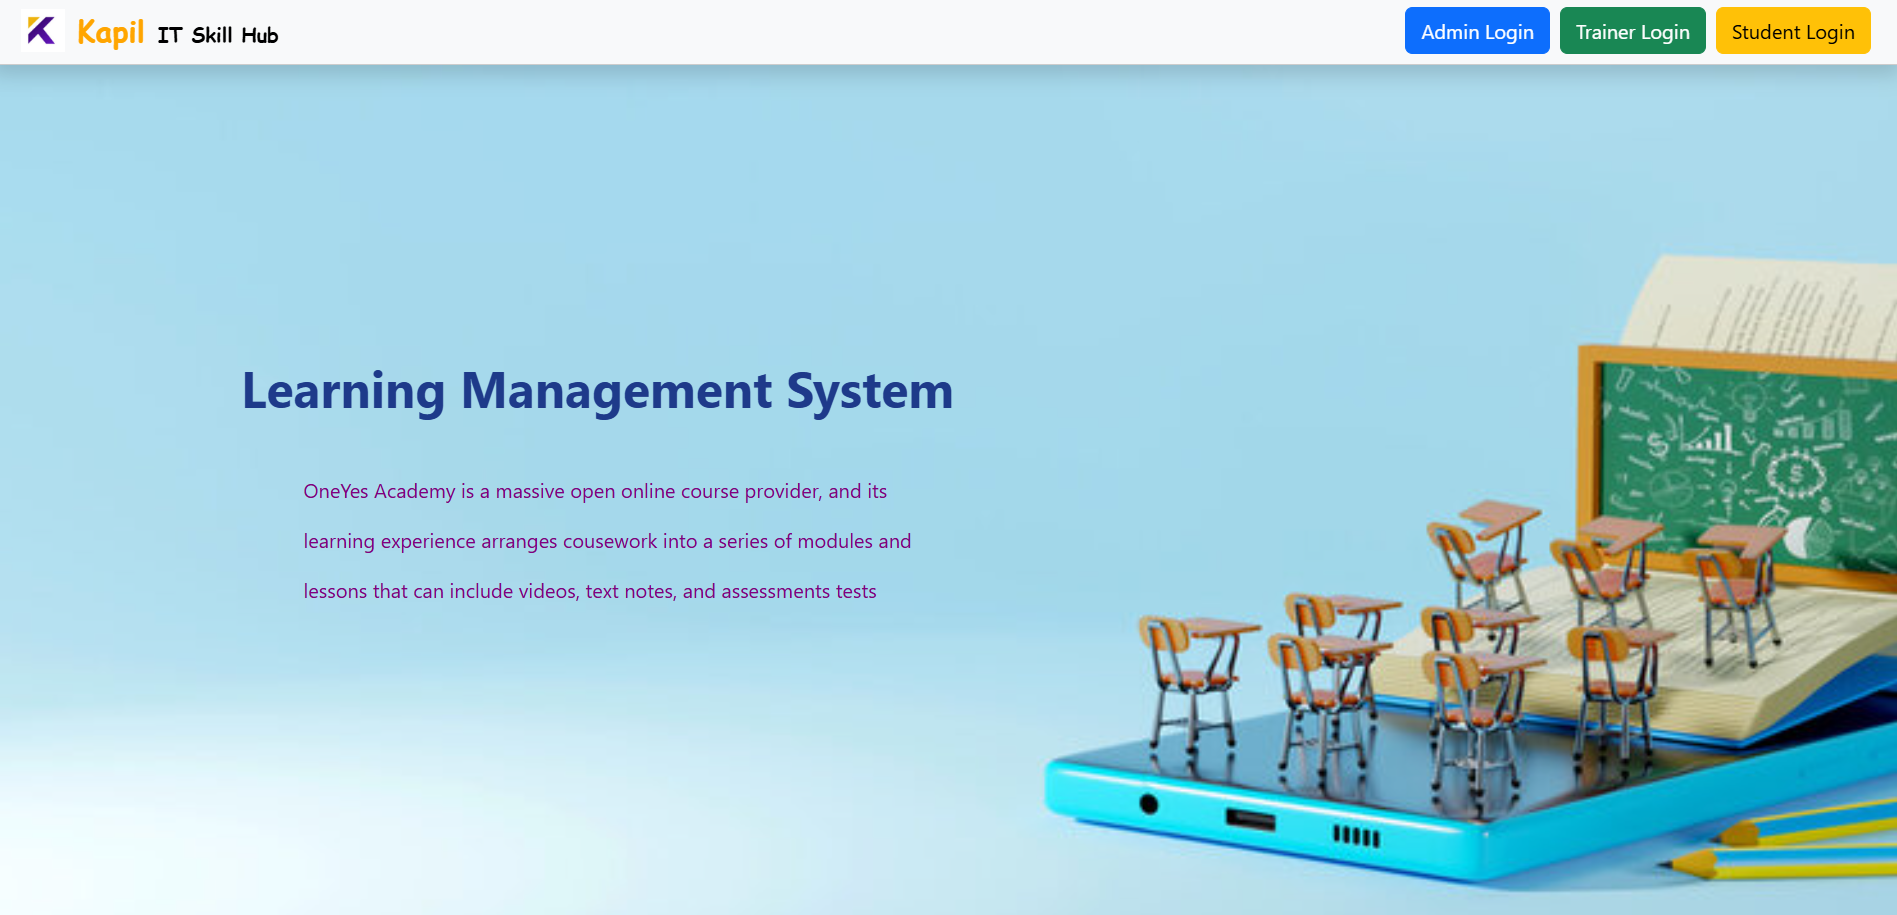 Kapil IT Skill Hub
Admin Login
Trainer Login
Student Login
Learning Management System
OneYes Academy is a massive open online course provider, and its
learning experience arranges cousework into a series of modules and
lessons that can include videos, text notes, and assessments tests